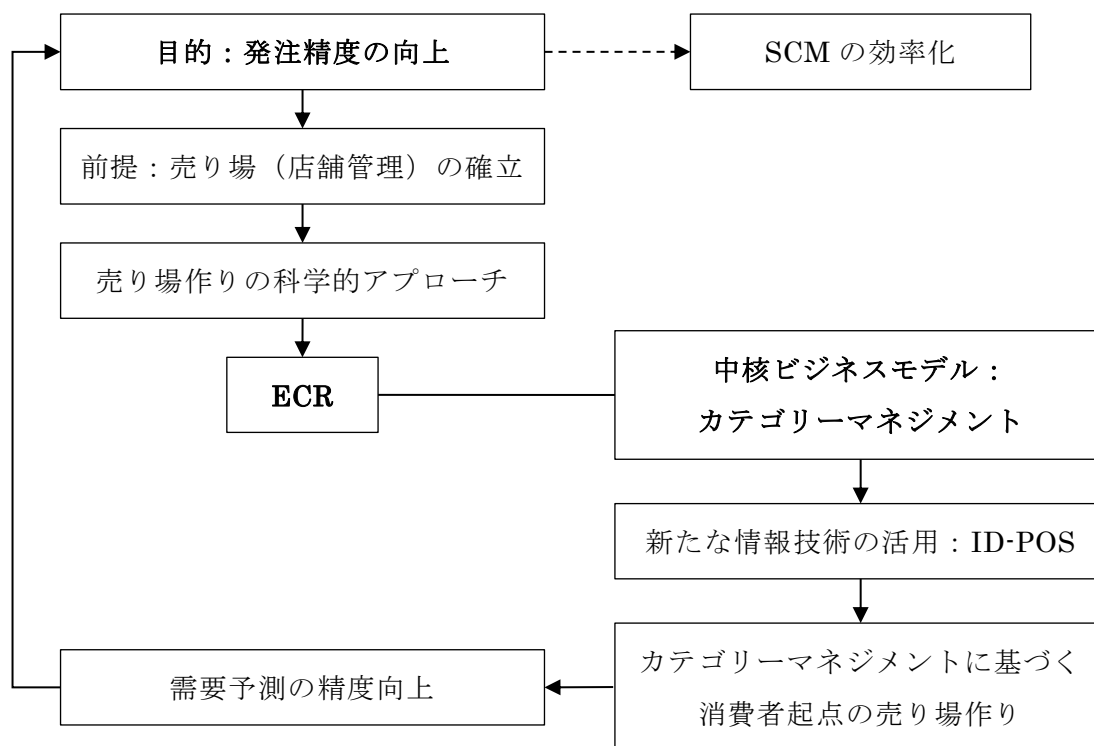 目的：発注精度の向上
SCM の効率化
前提：売り場（店舗管理）の確立
売り場作りの科学的アプローチ
ECR
中核ビジネスモデル：
カテゴリーマネジメント
新たな情報技術の活用：ID-POS
カテゴリーマネジメントに基づく
消費者起点の売り場作り
需要予測の精度向上